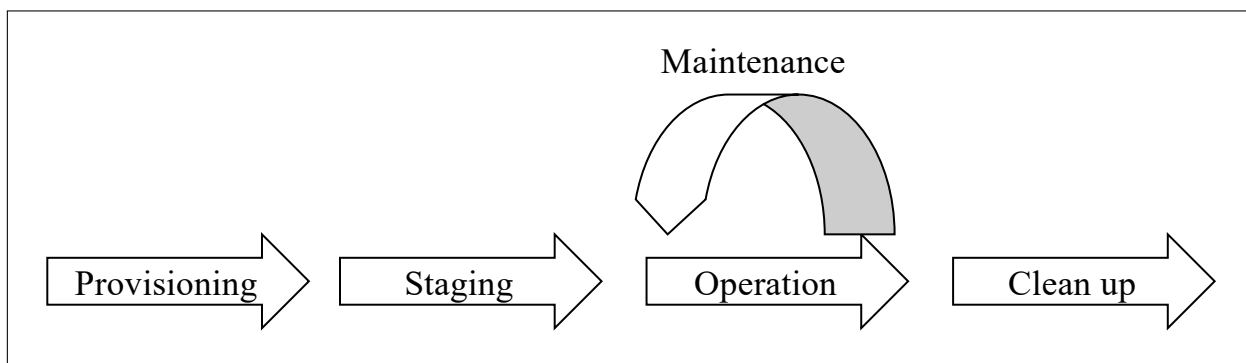 Maintenance
Provisioning
Staging
Operation
Clean up